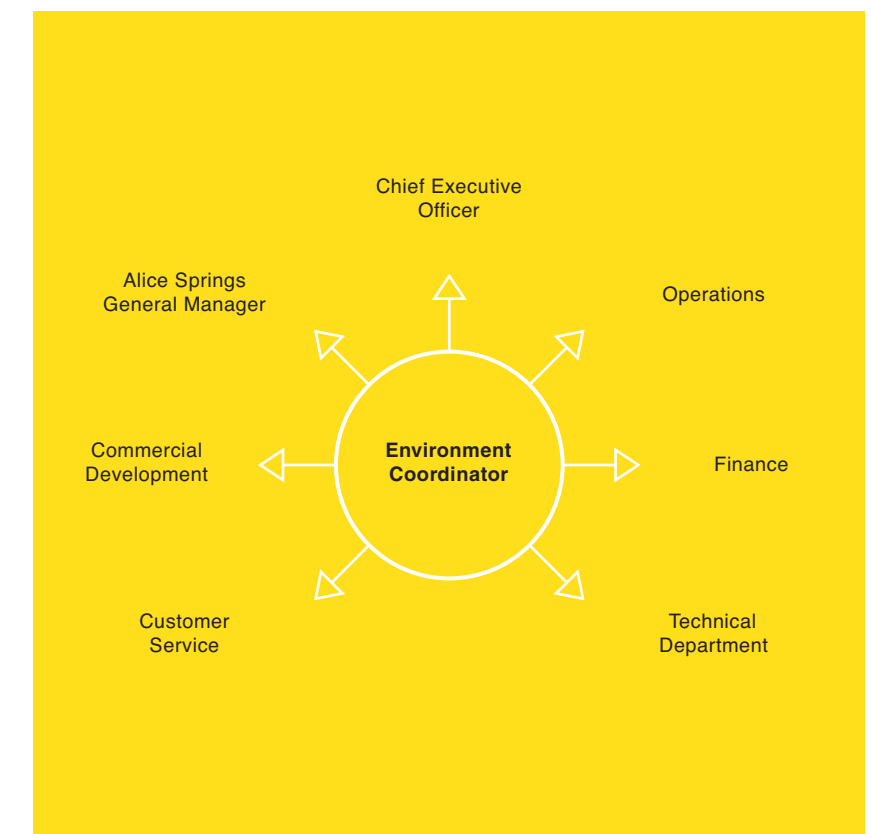 Chief Executive
Officer
Alice Springs
General Manager
Operations
Commercial
Development
Environment
Coordinator
Finance
Customer
Service
Technical
Department